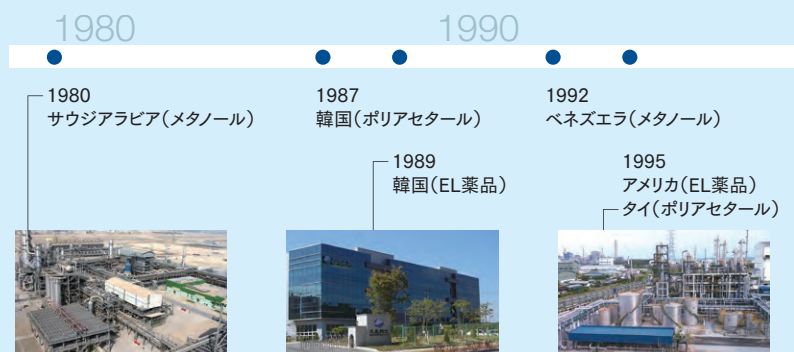 1980
1990
1980
サウジアラビア（メタノール）
1987
韓国（ポリアセタール）
1989
韓国（EL薬品）
1992
ベネズエラ（メタノール）
1995
アメリカ（EL薬品）
タイ（ポリアセタール）